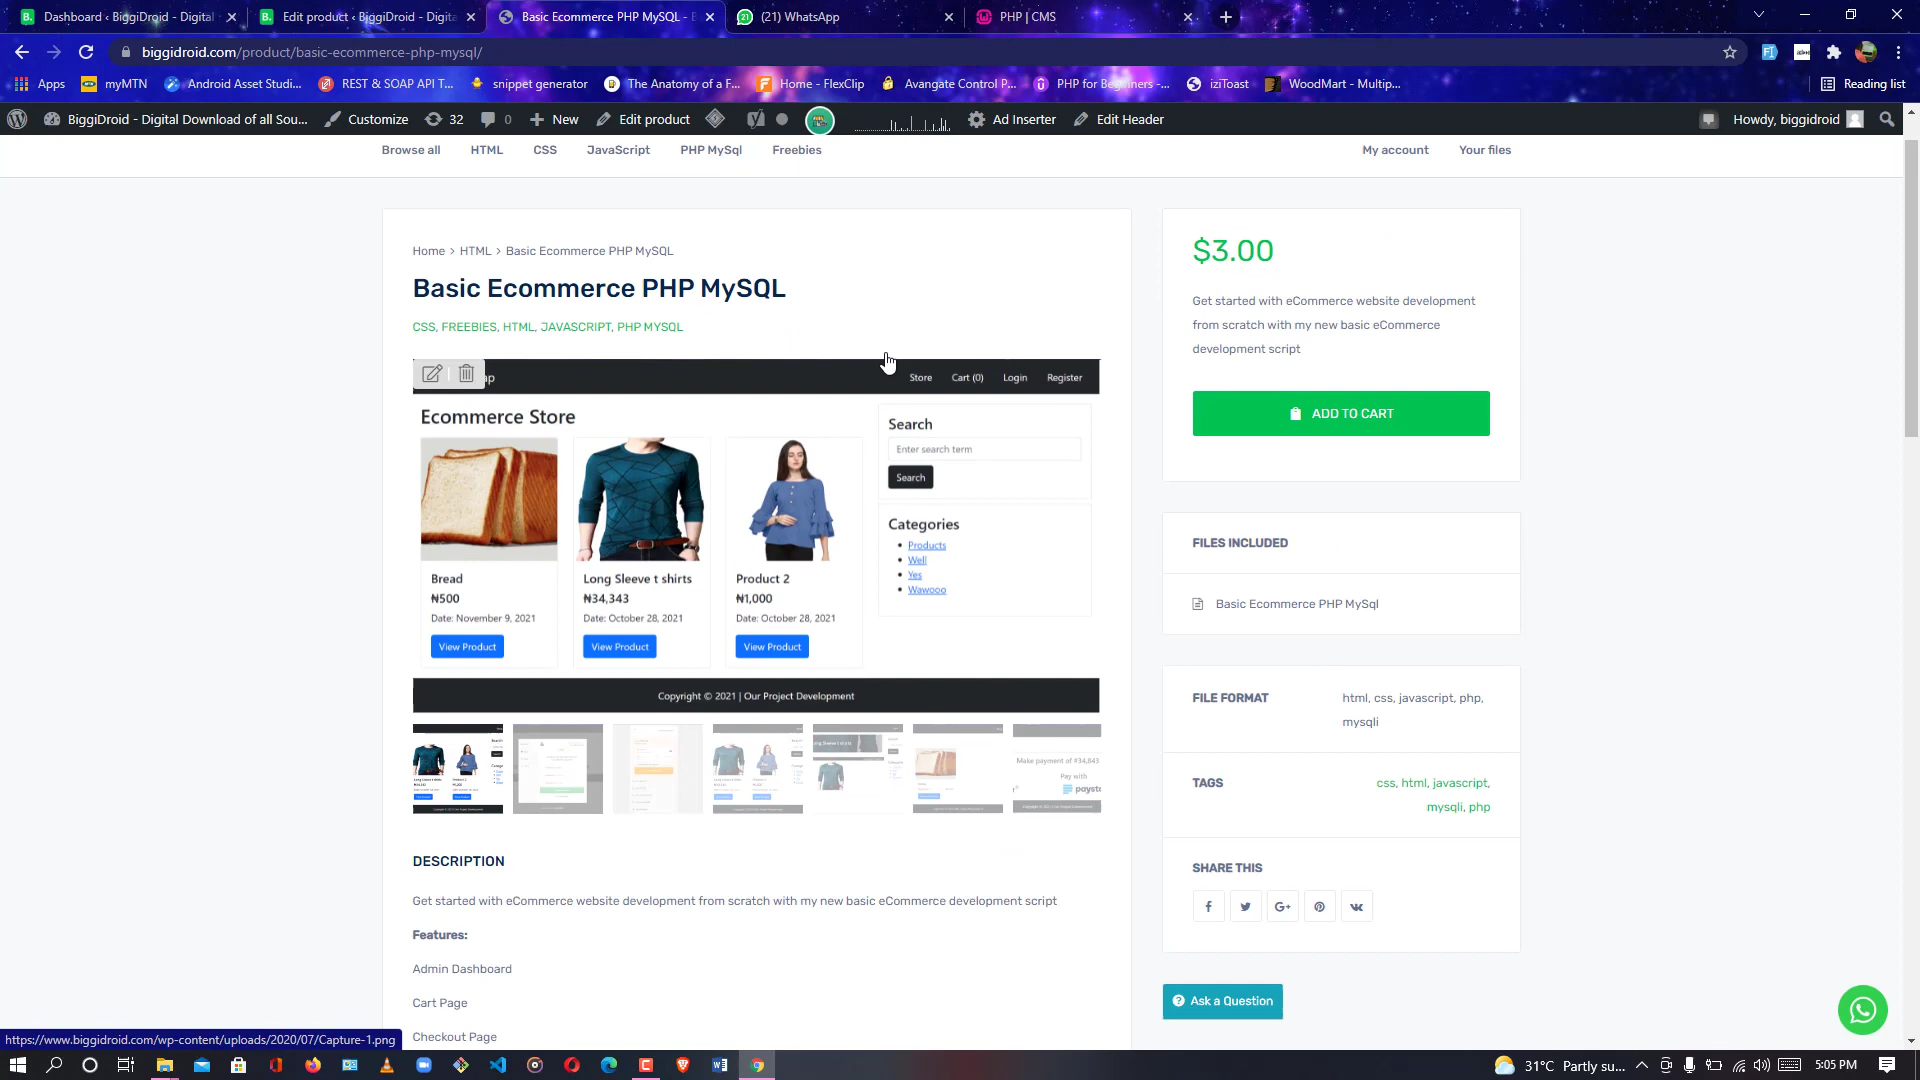 Dashboard ‹ BiggiDroid - Digital
Edit product ‹ BiggiDroid - Digita
Basic Ecommerce PHP MySQL - B
(21) WhatsApp
PHP | CMS
biggidroid.com/product/basic-ecommerce-php-mysql/
Apps
myMTN
Android Asset Studi...
REST & SOAP API T...
snippet generator
The Anatomy of a F...
Home - FlexClip
Avangate Control P...
PHP for Beginners -...
iziToast
WoodMart - Multip...
Reading list
BiggiDroid - Digital Download of all Sou...
Customize
32
0
New
Edit product
Ad Inserter
Edit Header
Howdy, biggidroid
Browse all
HTML
CSS
JavaScript
PHP MySql
Freebies
My account
Your files
Home > HTML > Basic Ecommerce PHP MySQL
Basic Ecommerce PHP MySQL
CSS, FREEBIES, HTML, JAVASCRIPT, PHP MYSQL
Store
Cart (0)
Login
Register
Ecommerce Store
Bread
₦500
Date: November 9, 2021
View Product
Long Sleeve t shirts
₦34,343
Date: October 28, 2021
View Product
Product 2
₦1,000
Date: October 28, 2021
View Product
Search
Enter search term
Search
Categories
Products
Well
Yes
Wawooo
Copyright © 2021 | Our Project Development
Make payment of ₦34,843
Pay with
DESCRIPTION
Get started with eCommerce website development from scratch with my new basic eCommerce development script
Features:
Admin Dashboard
Cart Page
Checkout Page
$3.00
Get started with eCommerce website development
from scratch with my new basic eCommerce
development script
ADD TO CART
FILES INCLUDED
Basic Ecommerce PHP MySql
FILE FORMAT
html, css, javascript, php,
mysqli
TAGS
css, html, javascript,
mysqli, php
SHARE THIS
Ask a Question
https://www.biggidroid.com/wp-content/uploads/2020/07/Capture-1.png
31°C Partly su...
5:05 PM